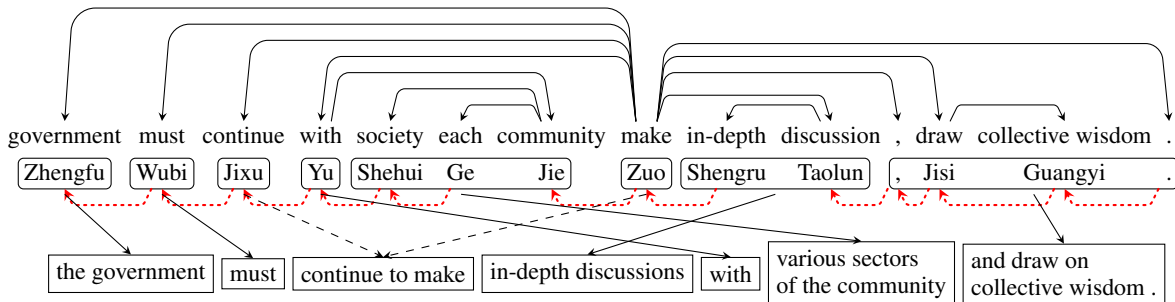 government must continue with society each community make in-depth discussion , draw collective wisdom .
Zhengfu Wubi Jixu Yu Shehui Ge Jie Zuo Shengru Taolun , Jisi Guangyi .
the government must continue to make in-depth discussions with various sectors and draw on
of the community collective wisdom .